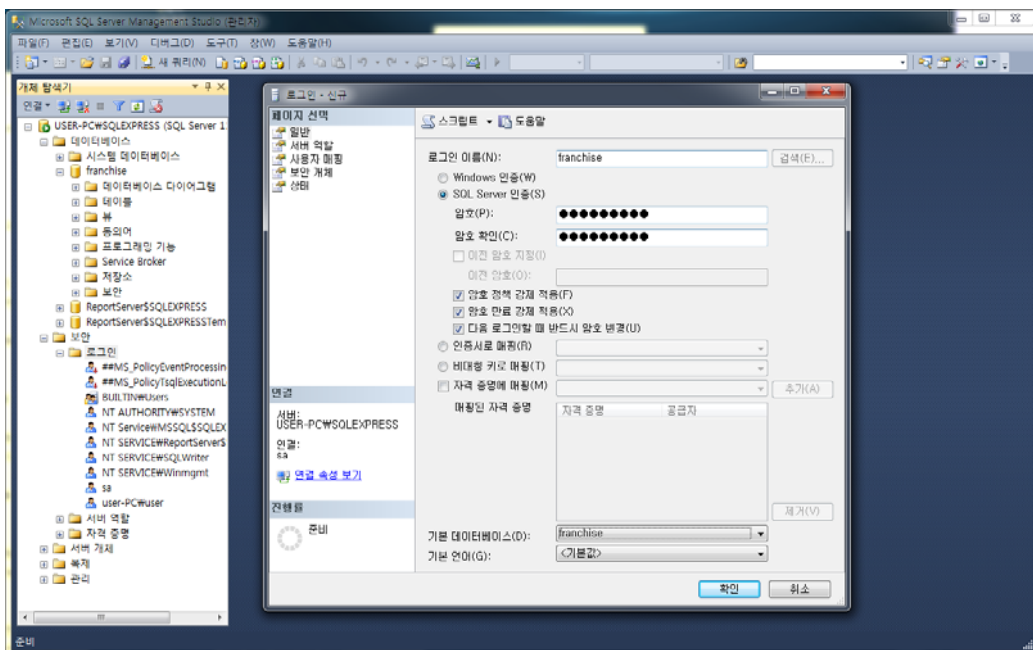 Microsoft SQL Server Management Studio (관리자)
파일(F) 편집(E) 보기(V) 디버그(D) 도구(T) 창(W) 도움말(H)
새 쿼리(N)
개체 탐색기
연결
USER-PC₩SQLEXPRESS (SQL Server 1
데이터베이스
시스템 데이터베이스
franchise
데이터베이스 다이어그램
테이블
뷰
동의어
프로그래밍 기능
Service Broker
저장소
보안
ReportServer$SQLEXPRESS
ReportServer$SQLEXPRESSTem
보안
로그인
##MS_PolicyEventProcessin
##MS_PolicyTsqlExecutionL
BUILTIN₩Users
NT AUTHORITY₩SYSTEM
NT Service₩MSSQL$SQLEX
NT SERVICE₩ReportServer$
NT SERVICE₩SQLWriter
NT SERVICE₩Winmgmt
sa
user-PC₩user
서버 역할
자격 증명
서버 개체
복제
관리
준비
로그인 - 신규
페이지 선택
일반
서버 역할
사용자 매핑
보안 개체
상태
연결
서버:
USER-PC₩SQLEXPRESS
연결:
sa
연결 속성 보기
진행률
준비
스크립트 도움말
로그인 이름(N): franchise 검색(E)...
Windows 인증(W)
SQL Server 인증(S)
암호(P): ●●●●●●●●●
암호 확인(C): ●●●●●●●●●
이전 암호 지정(I)
이전 암호(O):
암호 정책 강제 적용(F)
암호 만료 강제 적용(X)
다음 로그인할 때 반드시 암호 변경(U)
인증서로 매핑(R)
비대칭 키로 매핑(T)
자격 증명에 매핑(M) 추가(A)
매핑된 자격 증명 자격 증명 공급자
제거(V)
기본 데이터베이스(D): franchise
기본 언어(G): <기본값>
확인 취소